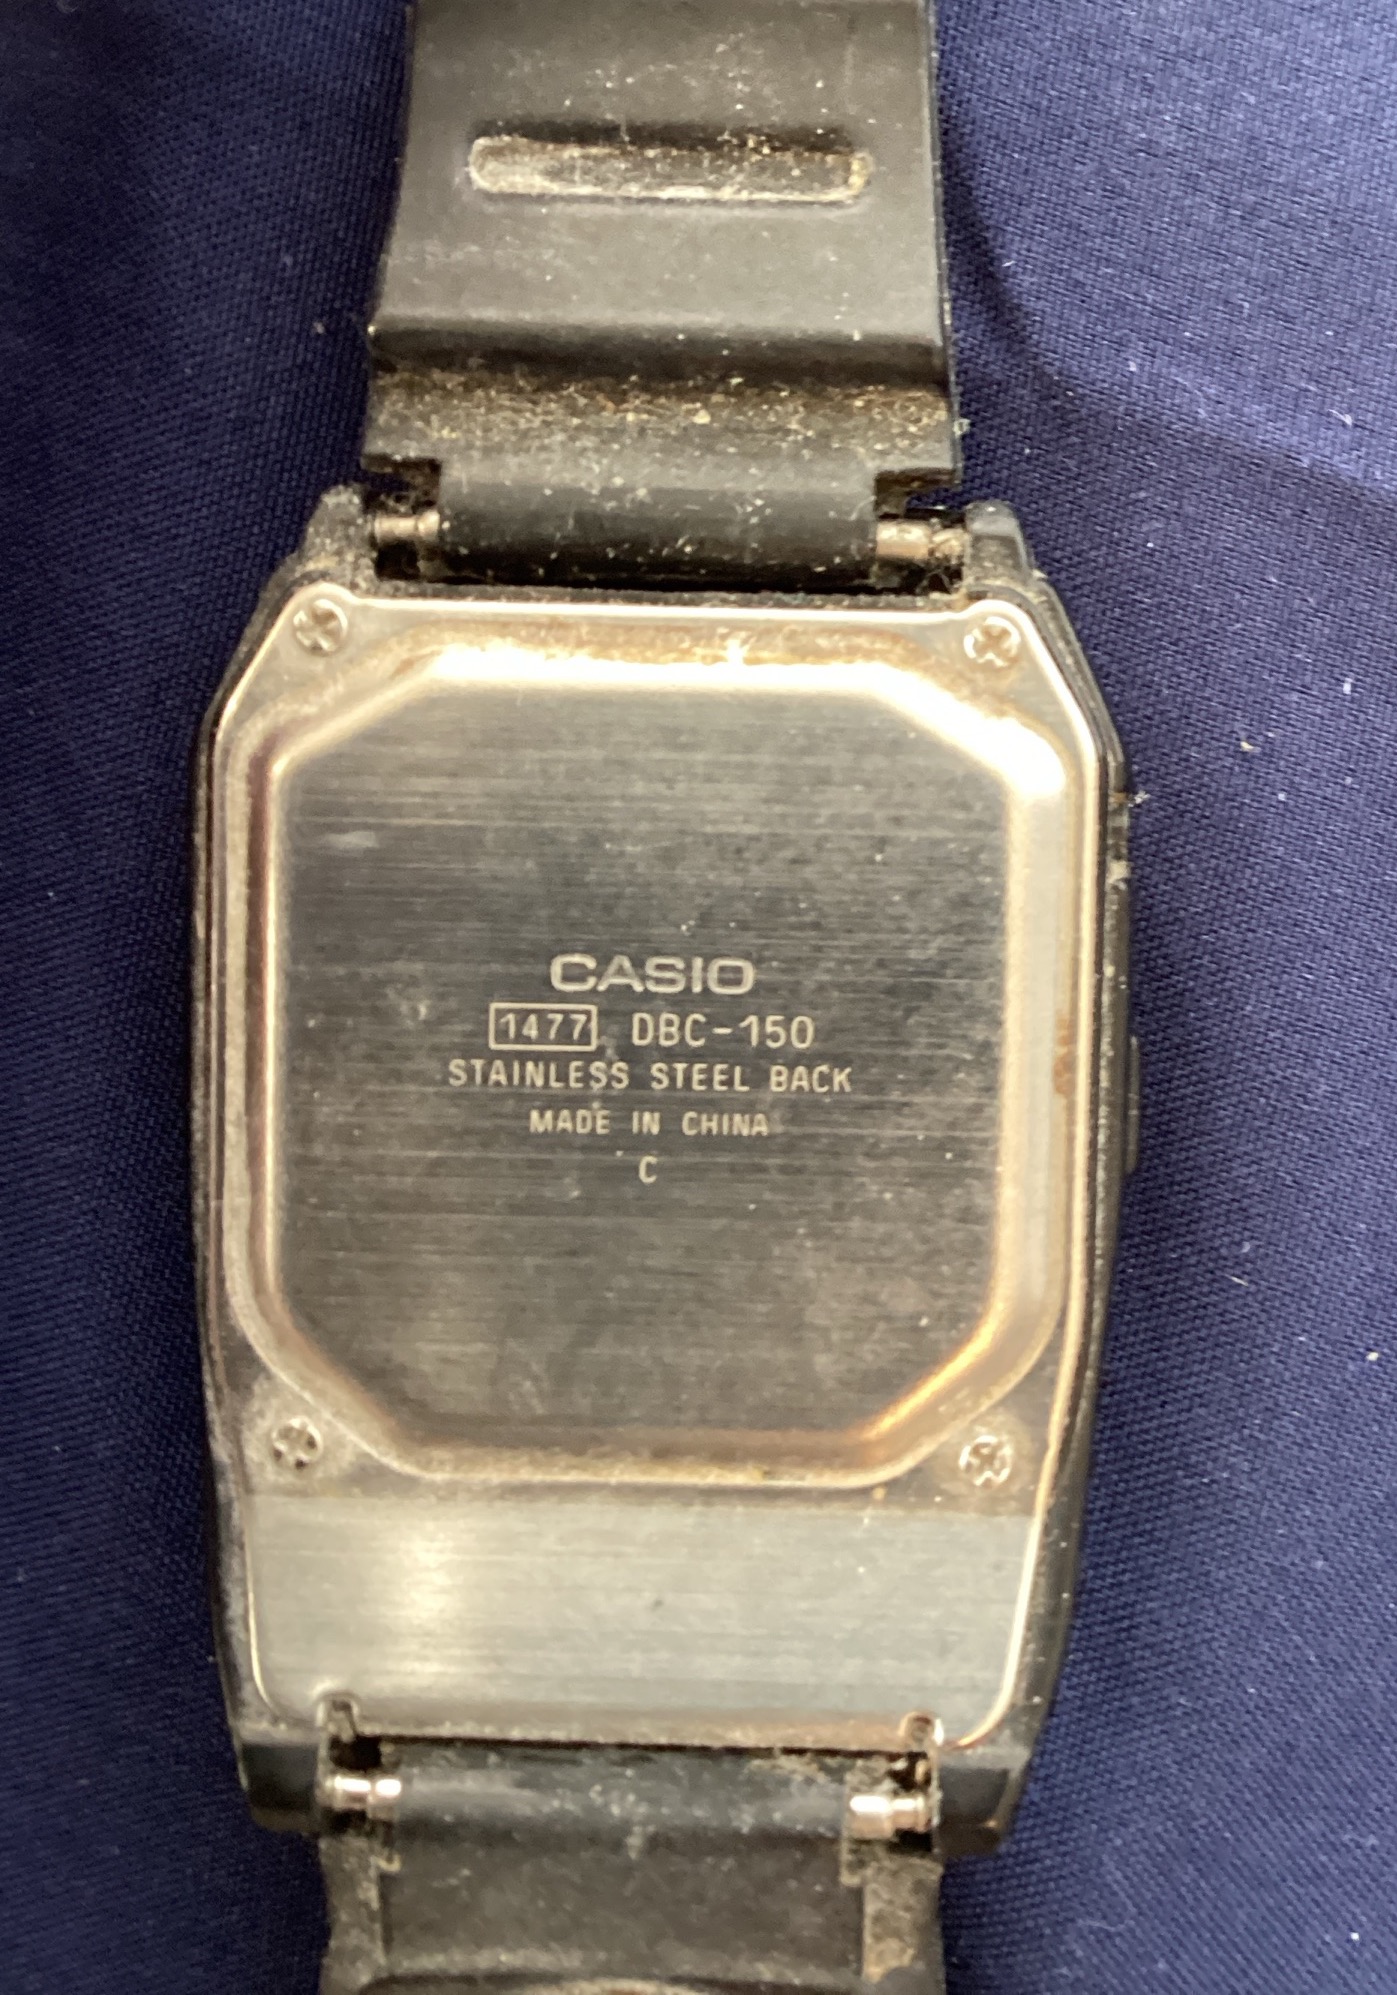 CASIO
1477 DBC-150
STAINLESS STEEL BACK
MADE IN CHINA
C